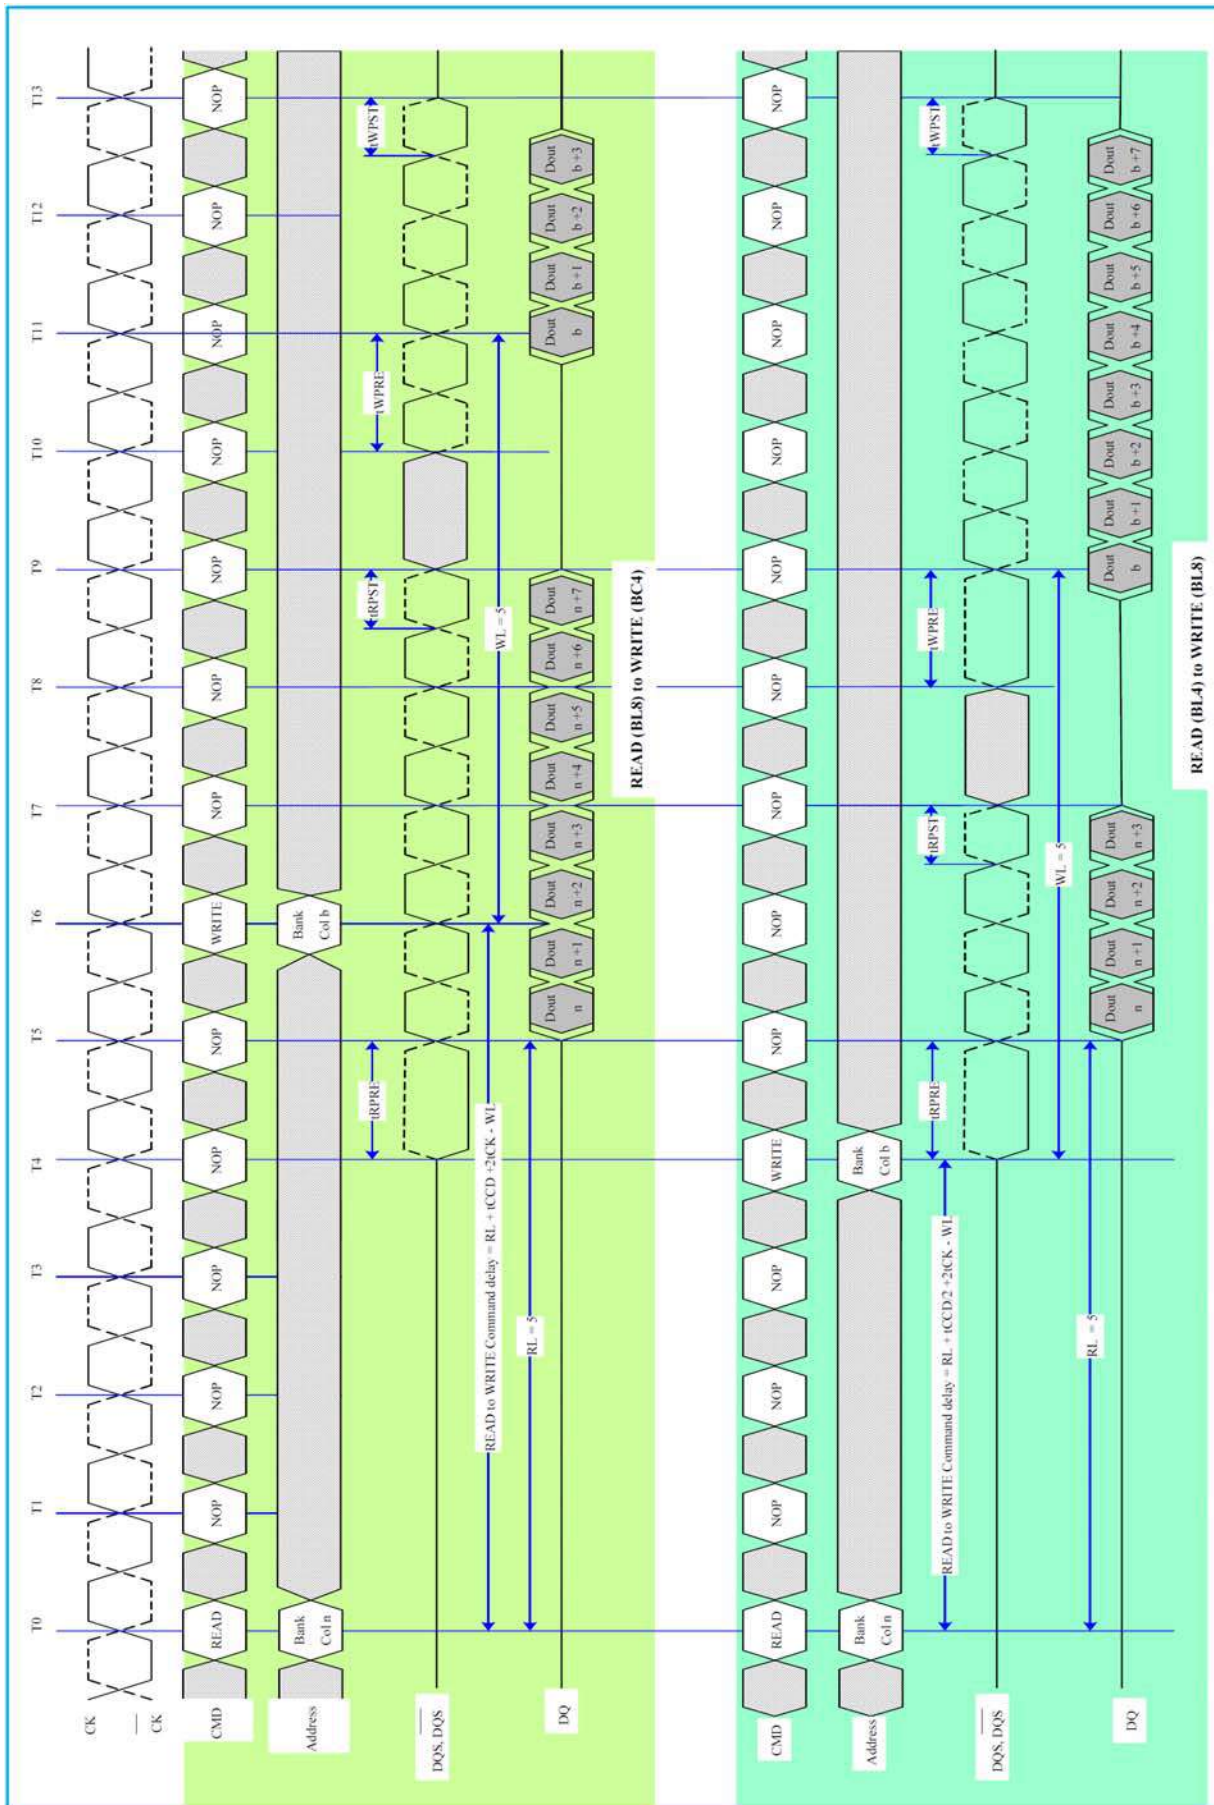 T0 T1 T2 T3 T4 T5 T6 T7 T8 T9 T10 T11 T12 T13
CK
CK
CMD READ NOP NOP NOP NOP NOP WRITE NOP NOP NOP NOP NOP NOP NOP
Address Bank Col n Bank Col b
tRPRE tRPST tWPRE tWPST
DQS, DQS
READ to WRITE Command delay = RL + tCCD +2tCK - WL WL = 5
RL = 5
DQ Dout n Dout n +1 Dout n +2 Dout n +3 Dout n +4 Dout n +5 Dout n +6 Dout n +7 Dout b Dout b +1 Dout b +2 Dout b +3
READ (BL8) to WRITE (BC4)
CMD READ NOP NOP NOP WRITE NOP NOP NOP NOP NOP NOP NOP NOP NOP
Address Bank Col n Bank Col b
tRPRE tRPST tWPRE tWPST
READ to WRITE Command delay = RL + tCCD/2 +2tCK - WL
DQS, DQS
WL = 5
RL = 5
DQ Dout n Dout n +1 Dout n +2 Dout n +3 Dout b Dout b +1 Dout b +2 Dout b +3 Dout b +4 Dout b +5 Dout b +6 Dout b +7
READ (BL4) to WRITE (BL8)